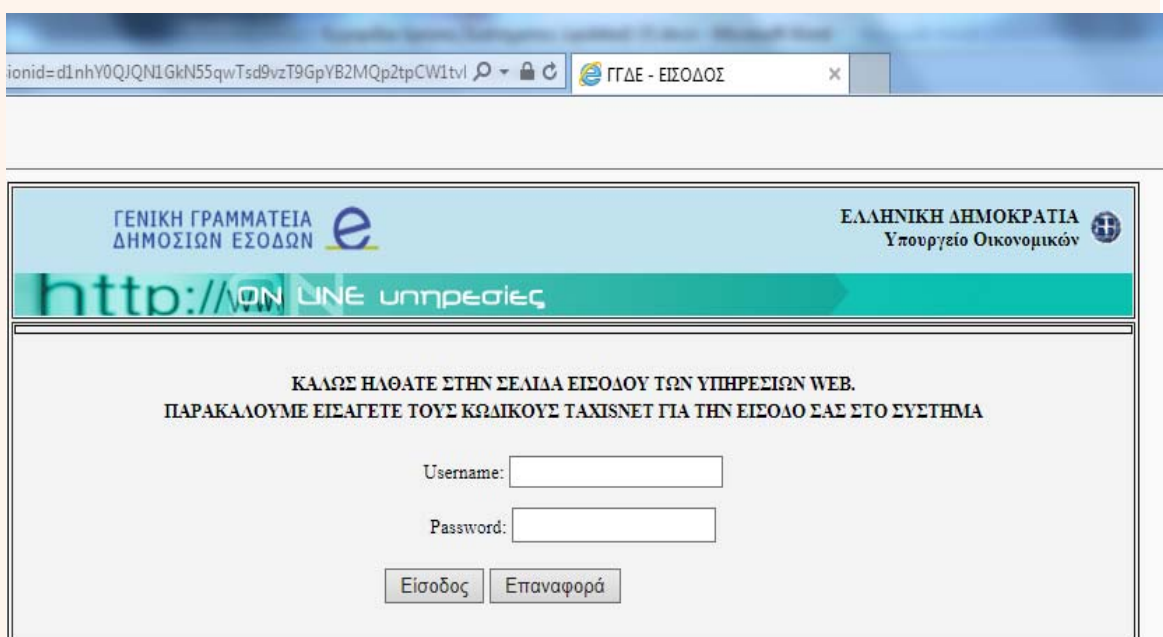 ionid=d1nhY0QJQN1GkN55qwTsd9vzT9GpYB2MQp2tpCW1tvl
ΓΓΔΕ - ΕΙΣΟΔΟΣ
ΓΕΝΙΚΗ ΓΡΑΜΜΑΤΕΙΑ
ΔΗΜΟΣΙΩΝ ΕΣΟΔΩΝ
e
ΕΛΛΗΝΙΚΗ ΔΗΜΟΚΡΑΤΙΑ
Υπουργείο Οικονομικών
http://www
ON LINE υπηρεσίες
ΚΑΛΩΣ ΗΛΘΑΤΕ ΣΤΗΝ ΣΕΛΙΔΑ ΕΙΣΟΔΟΥ ΤΩΝ ΥΠΗΡΕΣΙΩΝ WEB.
ΠΑΡΑΚΑΛΟΥΜΕ ΕΙΣΑΓΕΤΕ ΤΟΥΣ ΚΩΔΙΚΟΥΣ TAXISNET ΓΙΑ ΤΗΝ ΕΙΣΟΔΟ ΣΑΣ ΣΤΟ ΣΥΣΤΗΜΑ
Username:
Password:
Είσοδος Επαναφορά